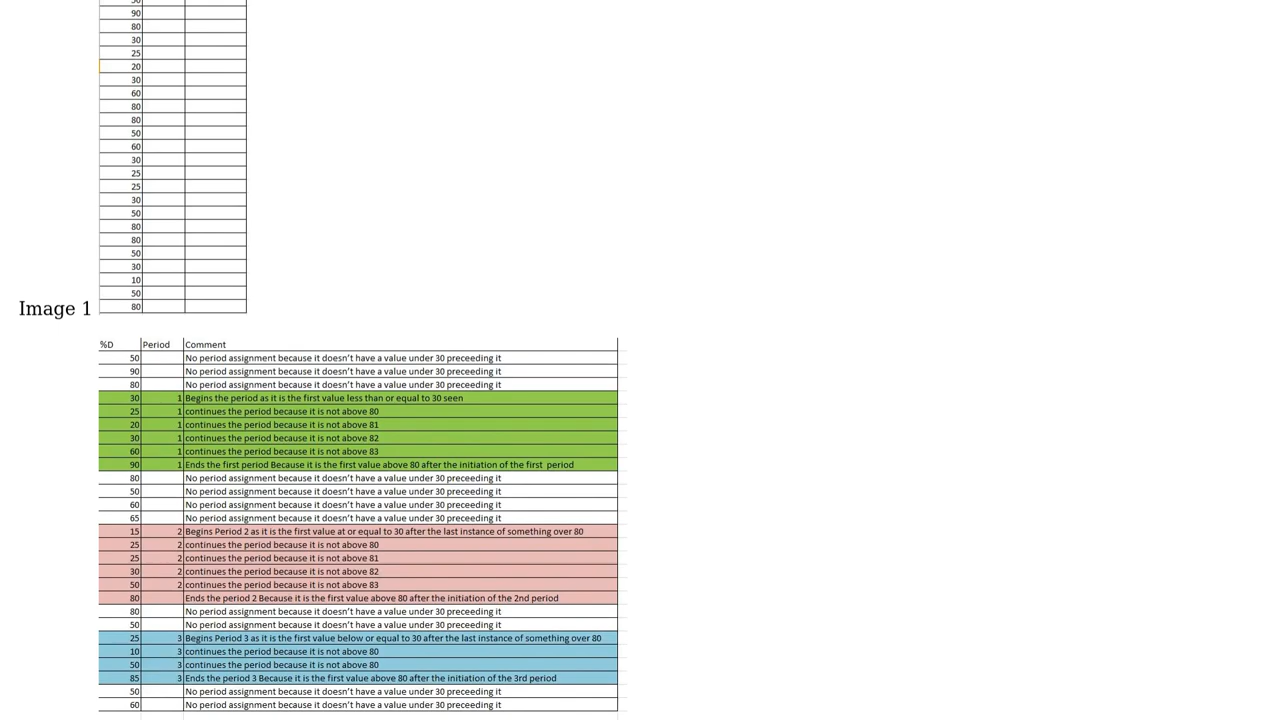 90
80
30
25
20
30
60
80
80
50
60
30
25
25
30
50
80
80
50
30
10
50
80
Image 1
%D Period Comment
50 No period assignment because it doesn't have a value under 30 preceeding it
90 No period assignment because it doesn't have a value under 30 preceeding it
80 No period assignment because it doesn't have a value under 30 preceeding it
30 1 Begins the period as it is the first value less than or equal to 30 seen
25 1 continues the period because it is not above 80
20 1 continues the period because it is not above 81
30 1 continues the period because it is not above 82
60 1 continues the period because it is not above 83
90 1 Ends the first period Because it is the first value above 80 after the initiation of the first period
80 No period assignment because it doesn't have a value under 30 preceeding it
50 No period assignment because it doesn't have a value under 30 preceeding it
60 No period assignment because it doesn't have a value under 30 preceeding it
65 No period assignment because it doesn't have a value under 30 preceeding it
15 2 Begins Period 2 as it is the first value at or equal to 30 after the last instance of something over 80
25 2 continues the period because it is not above 80
25 2 continues the period because it is not above 81
30 2 continues the period because it is not above 82
50 2 continues the period because it is not above 83
80 Ends the period 2 Because it is the first value above 80 after the initiation of the 2nd period
80 No period assignment because it doesn't have a value under 30 preceeding it
50 No period assignment because it doesn't have a value under 30 preceeding it
25 3 Begins Period 3 as it is the first value below or equal to 30 after the last instance of something over 80
10 3 continues the period because it is not above 80
50 3 continues the period because it is not above 80
85 3 Ends the period 3 Because it is the first value above 80 after the initiation of the 3rd period
50 No period assignment because it doesn't have a value under 30 preceeding it
60 No period assignment because it doesn't have a value under 30 preceeding it